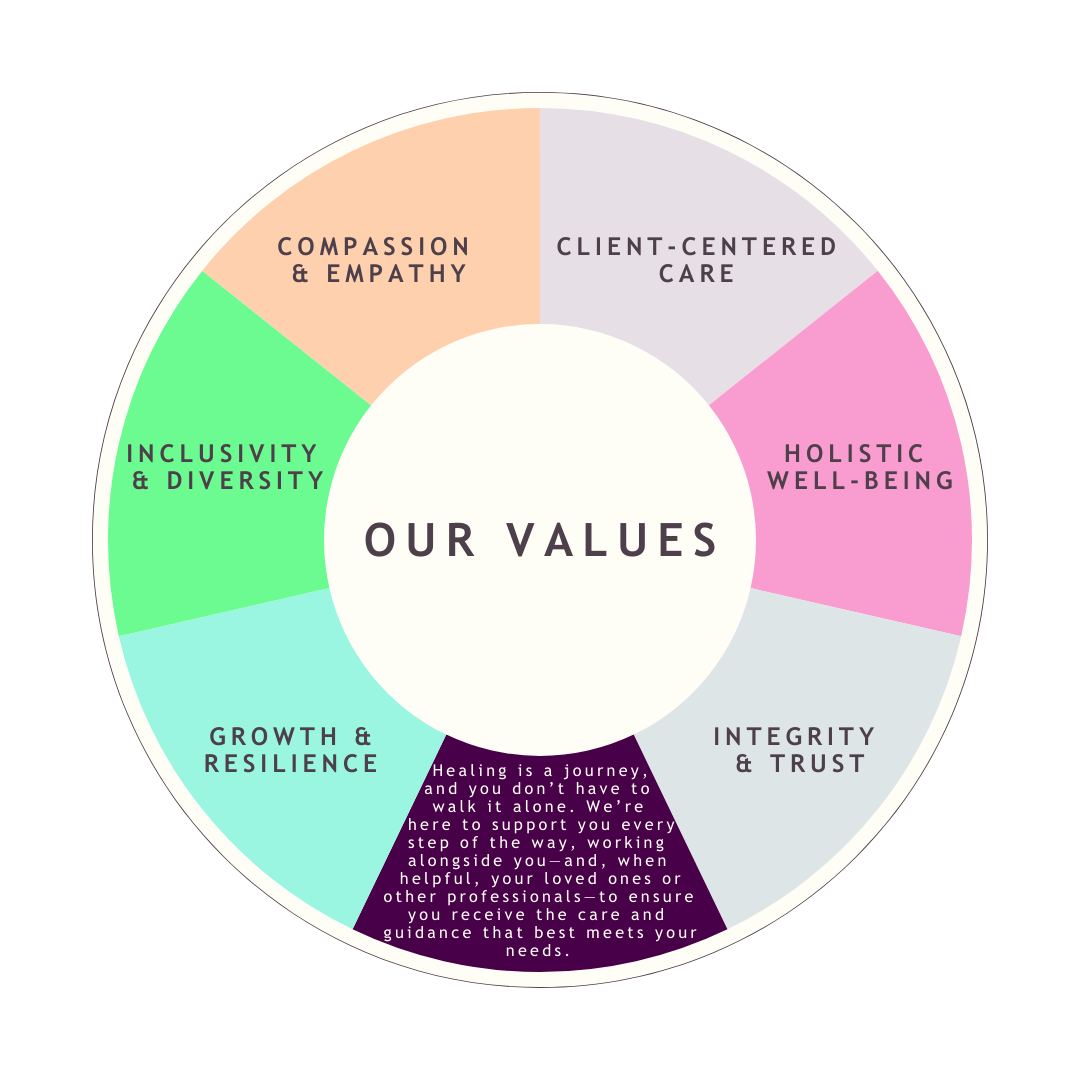 COMPASSION
& EMPATHY
CLIENT-CENTERED
CARE
INCLUSIVITY
& DIVERSITY
HOLISTIC
WELL-BEING
OUR VALUES
GROWTH &
RESILIENCE
INTEGRITY
& TRUST
Healing is a journey,
and you don’t have to
walk it alone. We’re
here to support you every
step of the way, working
alongside you—and, when
helpful, your loved ones or
other professionals—to ensure
you receive the care and
guidance that best meets your
needs.